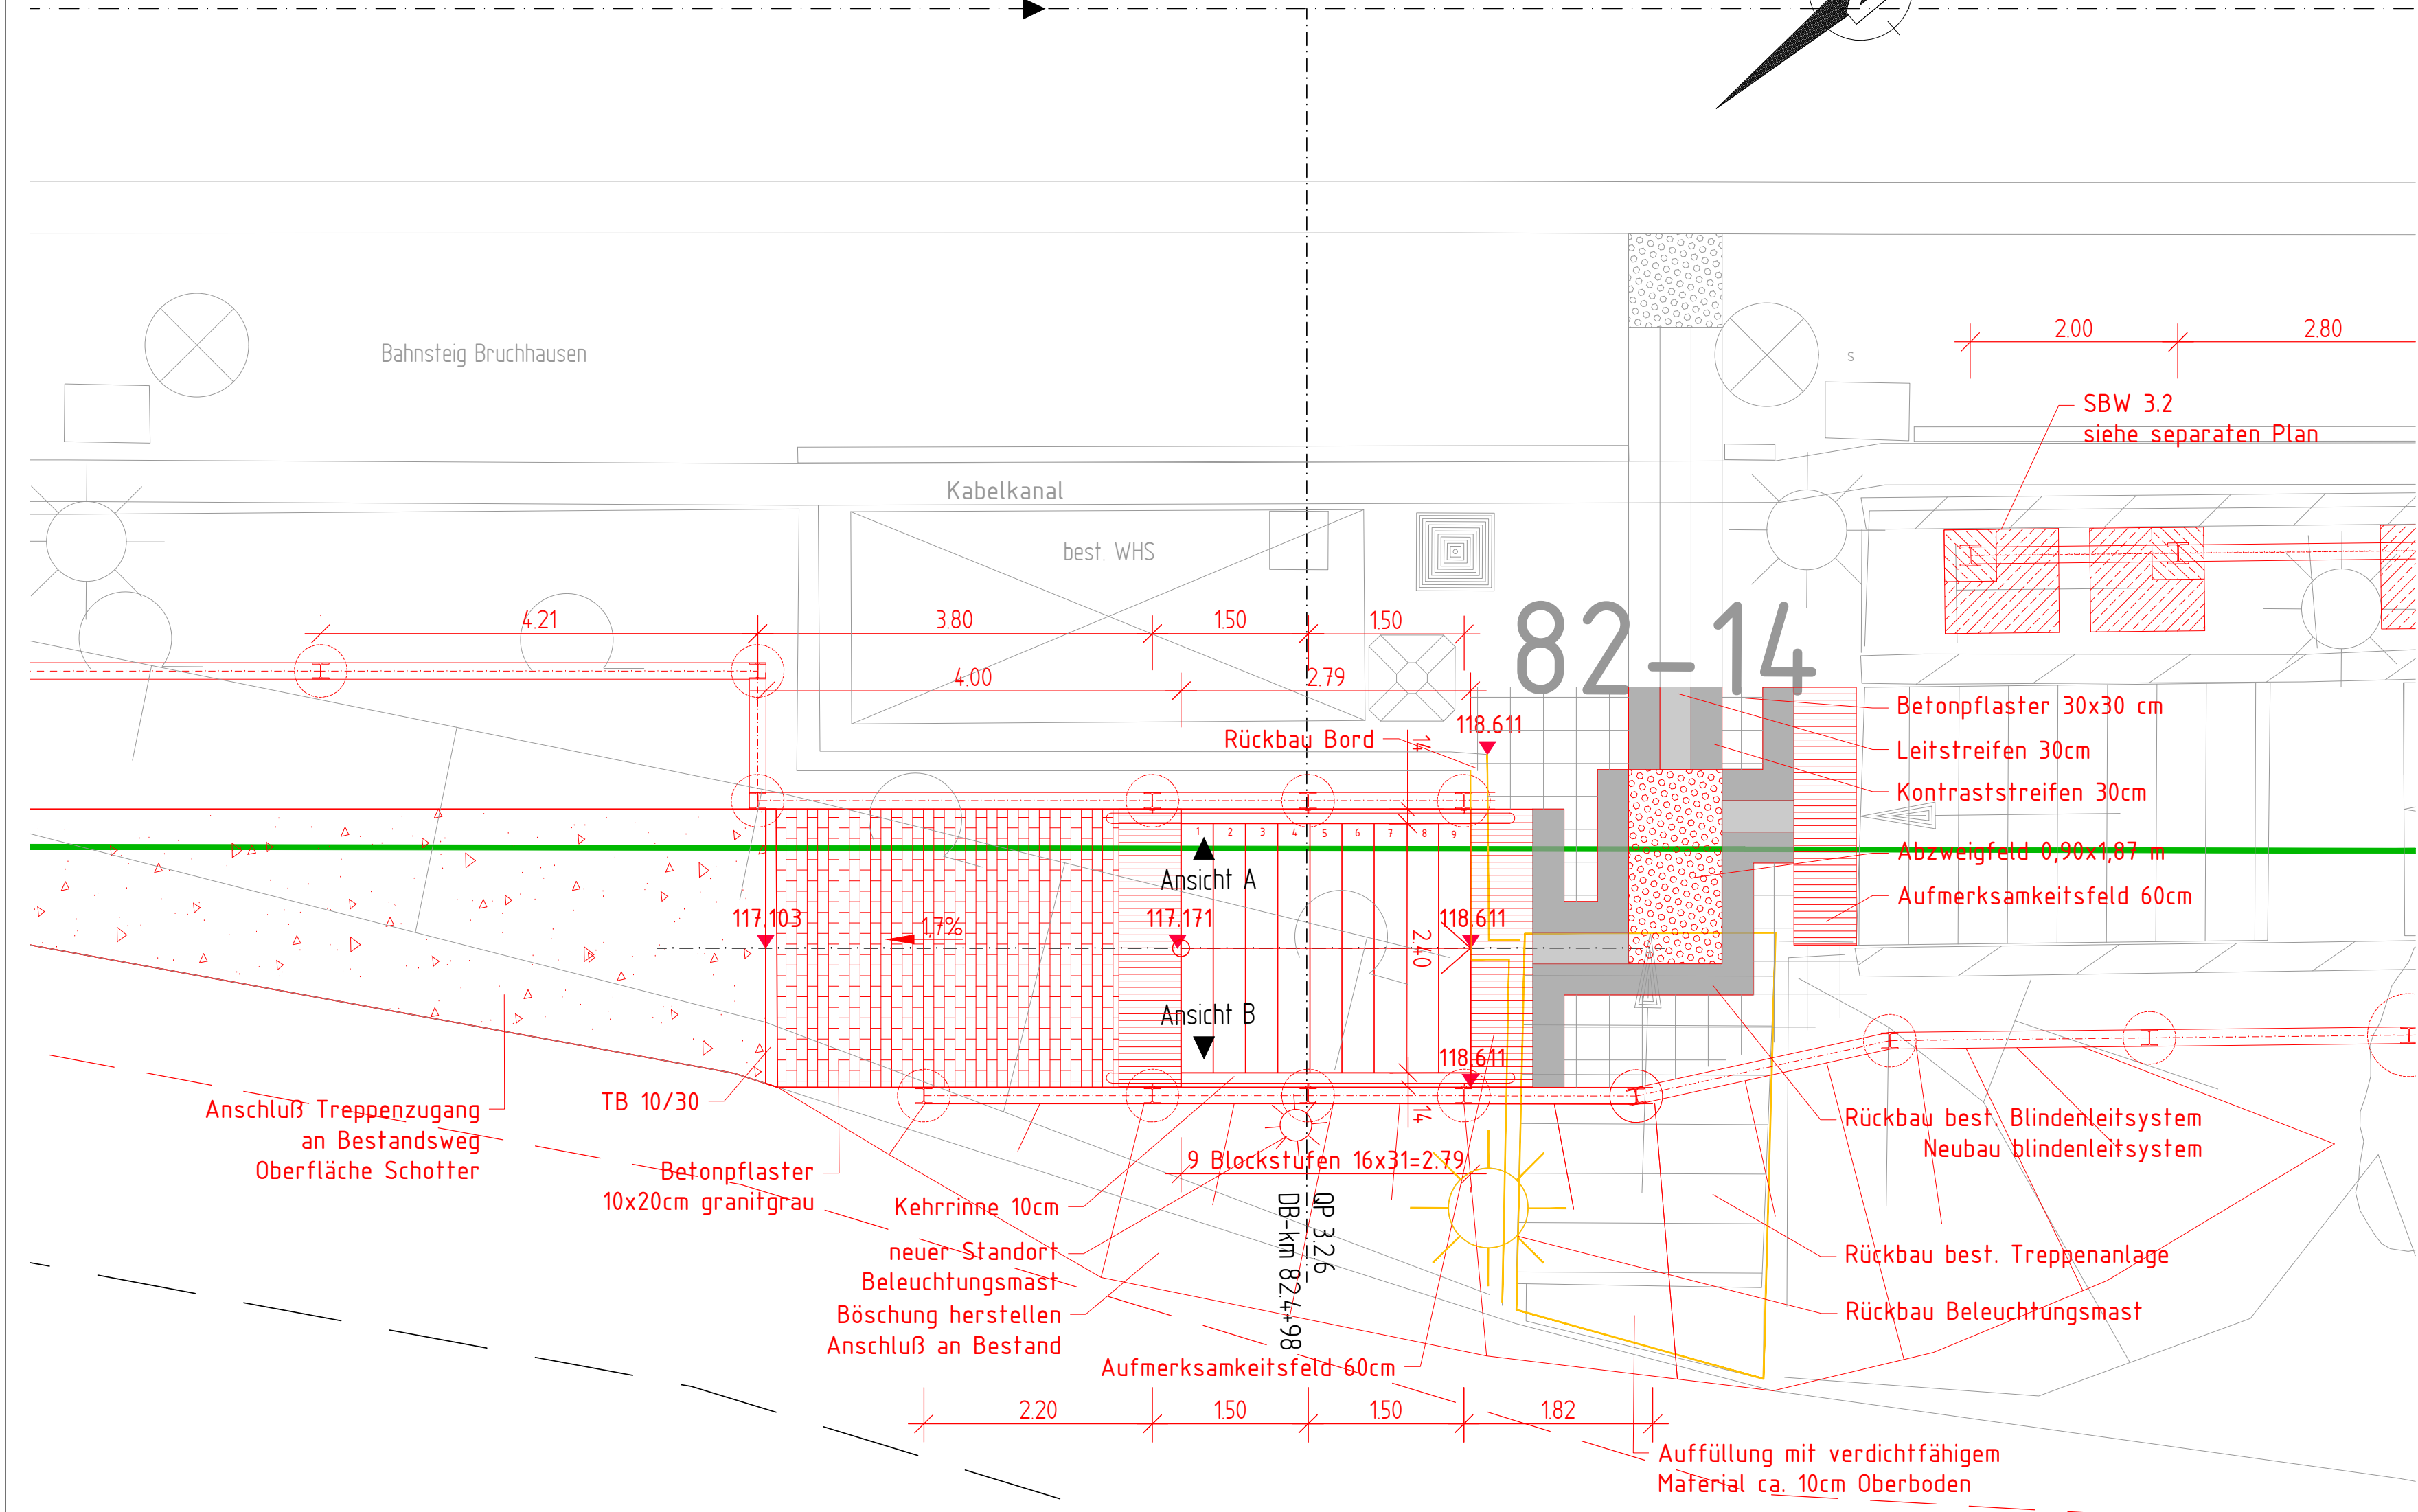 Bahnsteig Bruchhausen
s
2.00
2.80
SBW 3.2
siehe separaten Plan
Kabelkanal
best. WHS
82-14
4.21
3.80
1.50
1.50
4.00
2.79
Rückbau Bord
14
118.611
Betonpflaster 30x30 cm
Leitstreifen 30cm
Kontraststreifen 30cm
Abzweigfeld 0,90x1,87 m
Aufmerksamkeitsfeld 60cm
1 2 3 4 5 6 7 8 9
Ansicht A
117.103
1,7%
117.171
118.611
2.40
Ansicht B
118.611
14
Anschluß Treppenzugang
an Bestandsweg
Oberfläche Schotter
TB 10/30
Betonpflaster
10x20cm granitgrau
9 Blockstufen 16x31=2.79
Kehrrinne 10cm
neuer Standort
Beleuchtungsmast
Böschung herstellen
Anschluß an Bestand
QP 3.2.6
DB-km 82.4+98
Aufmerksamkeitsfeld 60cm
Rückbau best. Blindenleitsystem
Neubau blindenleitsystem
Rückbau best. Treppenanlage
Rückbau Beleuchtungsmast
2.20
1.50
1.50
1.82
Auffüllung mit verdichtfähigem
Material ca. 10cm Oberboden